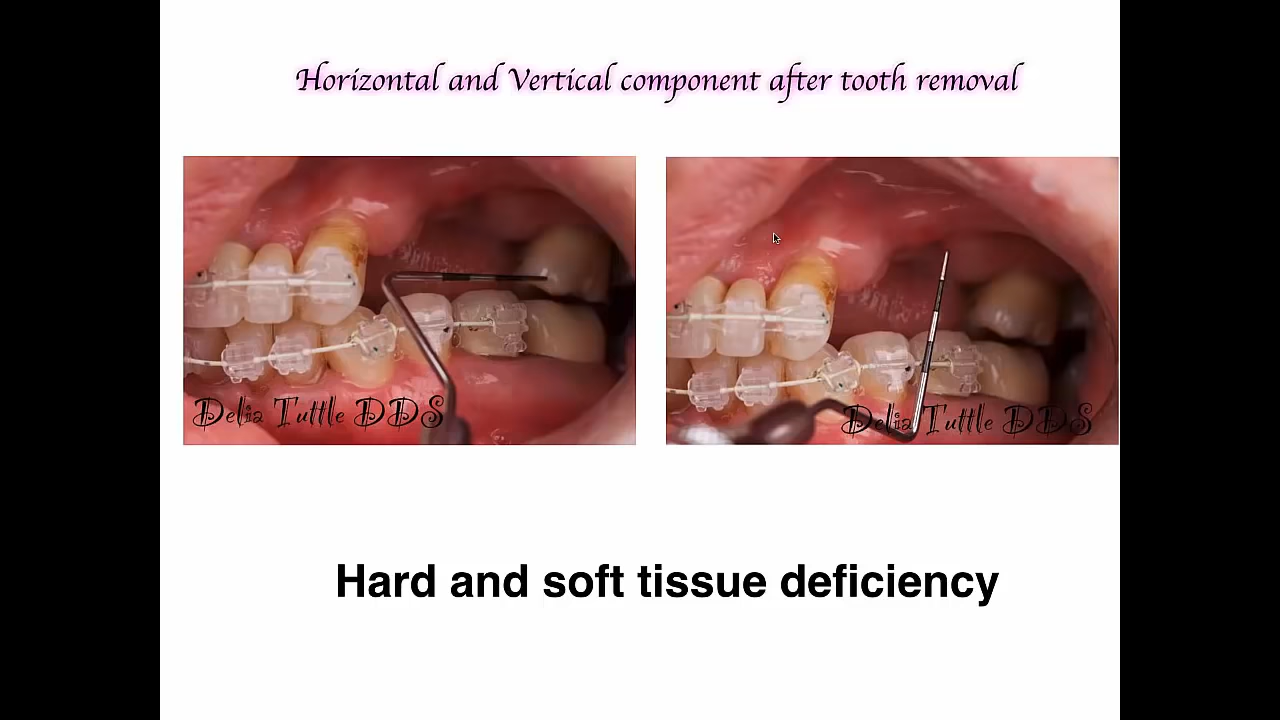 Horizontal and Vertical component after tooth removal
Delia Tuttle DDS
Delia Tuttle DDS
Hard and soft tissue deficiency